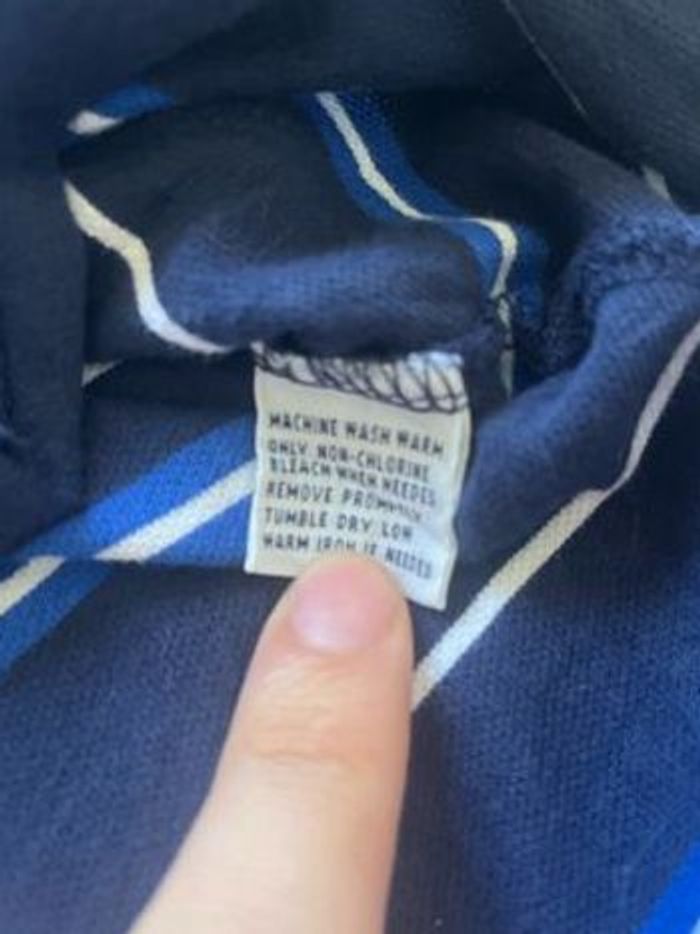 MACHINE WASH WARM
ONLY NON-CHLORINE
BLEACH WHEN NEEDED
REMOVE PROMPTLY
TUMBLE DRY LOW
WARM IRON IF NEEDED